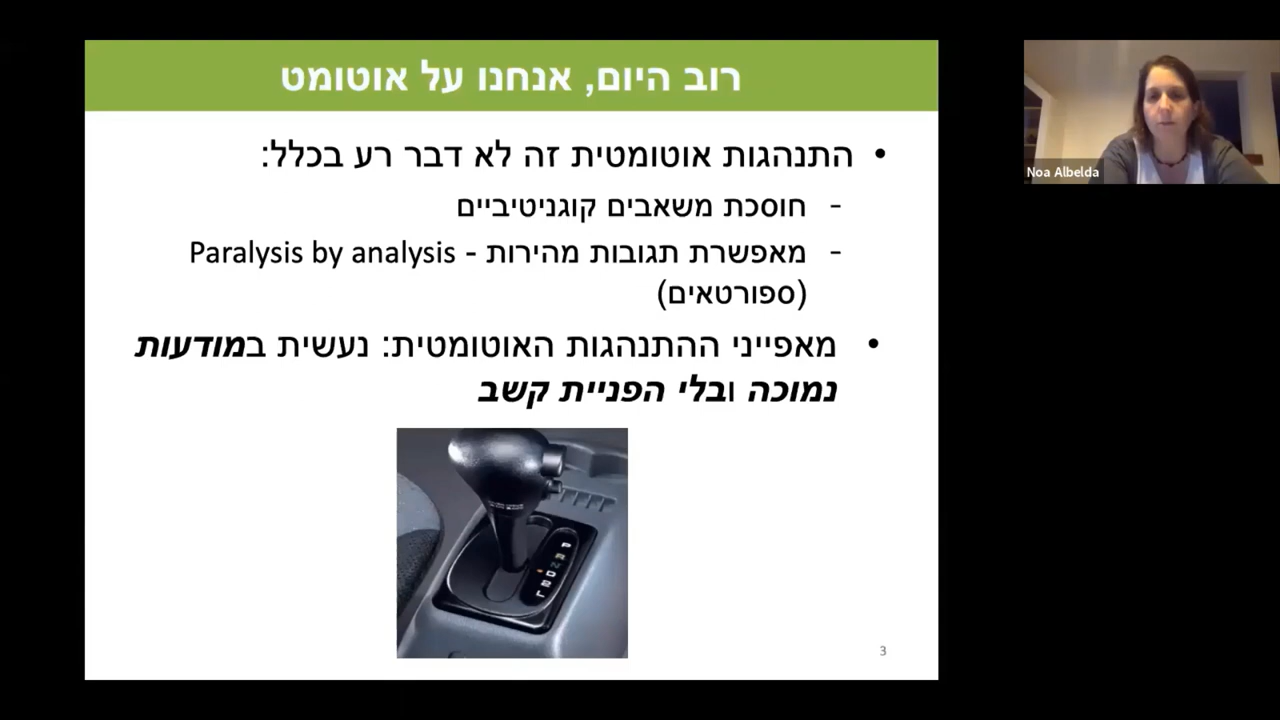 רוב היום, אנחנו על אוטומט
• התנהגות אוטומטית זה לא דבר רע בכלל:
- חוסכת משאבים קוגניטיביים
- מאפשרת תגובות מהירות - Paralysis by analysis
(ספורטאים)
• מאפייני ההתנהגות האוטומטית: נעשית במודעות
נמוכה ובלי הפניית קשב
P
R
N
D
2
L
3
Noa Albelda